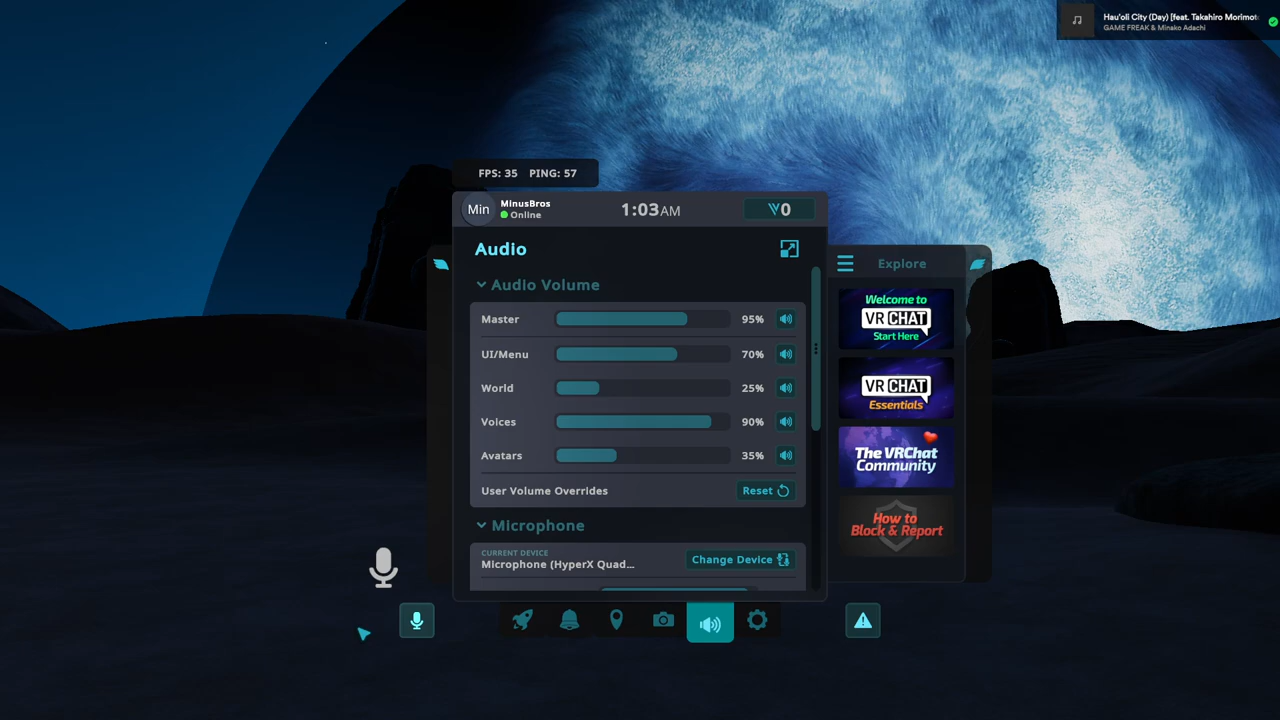 Hau'oli City (Day) [feat. Takahiro Morimot
GAME FREAK & Minako Adachi
FPS: 35 PING: 57
Min
MinusBros
Online
1:03AM
0
Audio
Audio Volume
Master 95%
UI/Menu 70%
World 25%
Voices 90%
Avatars 35%
User Volume Overrides Reset
Microphone
CURRENT DEVICE
Microphone (HyperX Quad...
Change Device
Explore
Welcome to
VRCHAT
Start Here
VRCHAT
Essentials
The VRChat
Community
How to
Block & Report